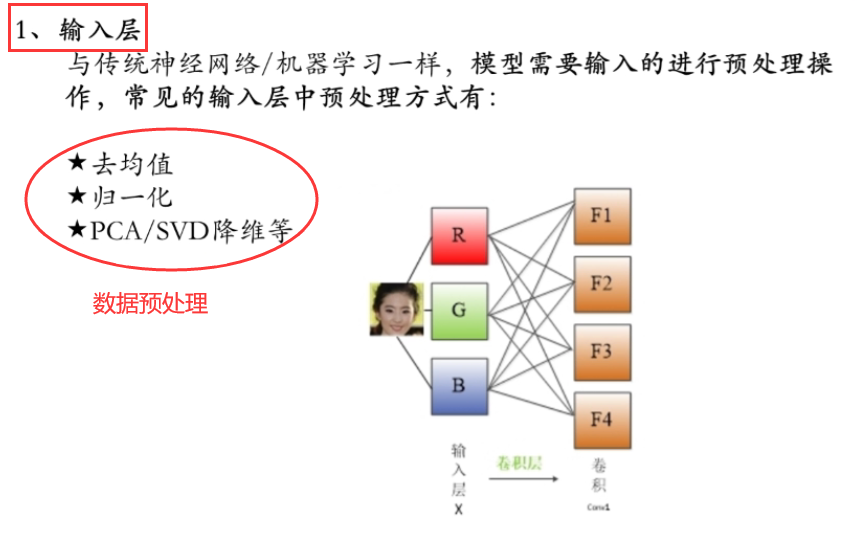 1、输入层
与传统神经网络/机器学习一样，模型需要输入的进行预处理操
作，常见的输入层中预处理方式有：
★去均值
★归一化
★PCA/SVD降维等
数据预处理
R
G
B
F1
F2
F3
F4
输入层
X
卷积层
卷积
Conv1